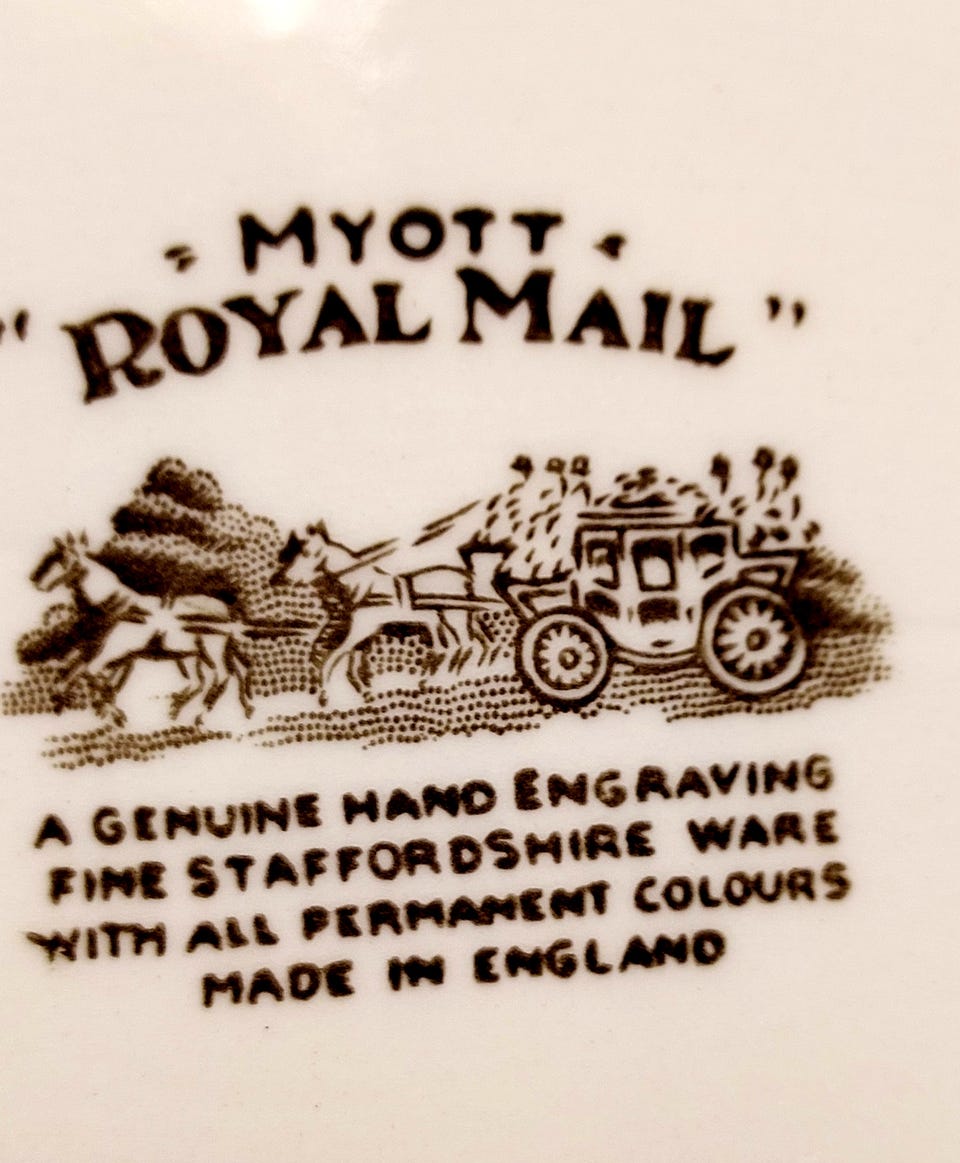 MYOTT
"ROYAL MAIL"
A GENUINE HAND ENGRAVING
FINE STAFFORDSHIRE WARE
WITH ALL PERMANENT COLOURS
MADE IN ENGLAND